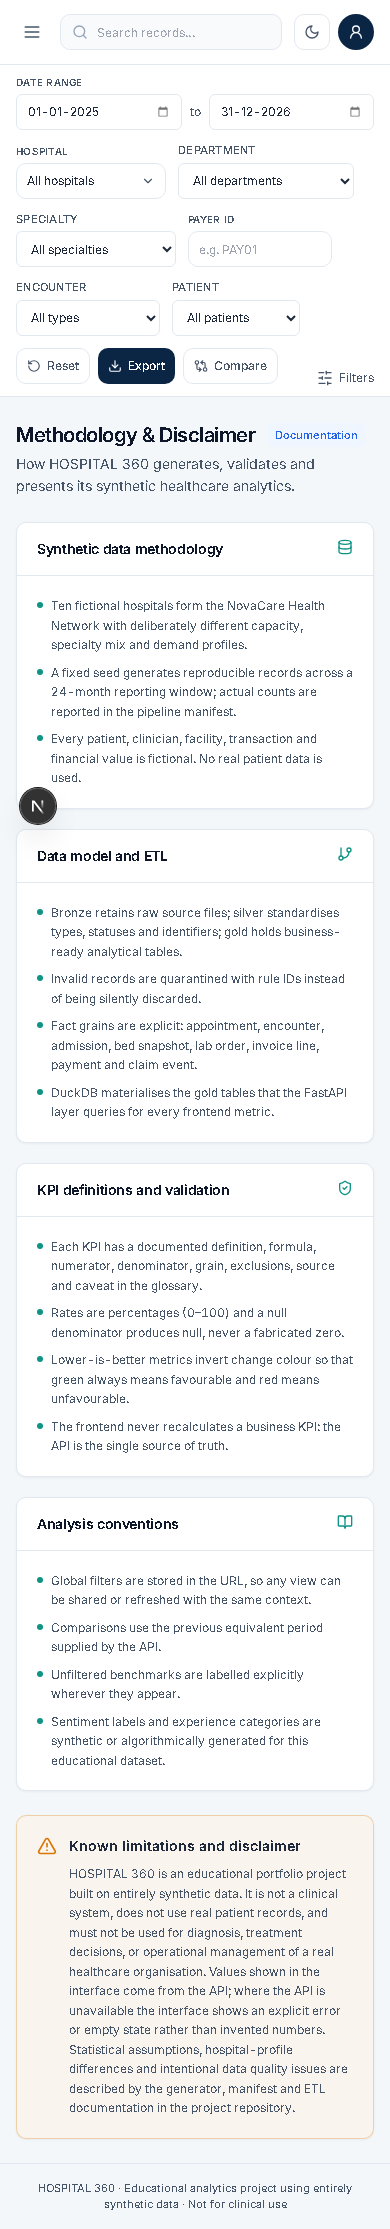 Search records...
DATE RANGE
01-01-2025 to 31-12-2026
HOSPITAL DEPARTMENT
All hospitals All departments
SPECIALTY PAYER ID
All specialties e.g. PAY01
ENCOUNTER PATIENT
All types All patients
Reset Export Compare Filters
Methodology & Disclaimer Documentation
How HOSPITAL 360 generates, validates and
presents its synthetic healthcare analytics.
Synthetic data methodology
Ten fictional hospitals form the NovaCare Health
Network with deliberately different capacity,
specialty mix and demand profiles.
A fixed seed generates reproducible records across a
24-month reporting window; actual counts are
reported in the pipeline manifest.
Every patient, clinician, facility, transaction and
financial value is fictional. No real patient data is
used.
N
Data model and ETL
Bronze retains raw source files; silver standardises
types, statuses and identifiers; gold holds business-
ready analytical tables.
Invalid records are quarantined with rule IDs instead
of being silently discarded.
Fact grains are explicit: appointment, encounter,
admission, bed snapshot, lab order, invoice line,
payment and claim event.
DuckDB materialises the gold tables that the FastAPI
layer queries for every frontend metric.
KPI definitions and validation
Each KPI has a documented definition, formula,
numerator, denominator, grain, exclusions, source
and caveat in the glossary.
Rates are percentages (0–100) and a null
denominator produces null, never a fabricated zero.
Lower-is-better metrics invert change colour so that
green always means favourable and red means
unfavourable.
The frontend never recalculates a business KPI: the
API is the single source of truth.
Analysis conventions
Global filters are stored in the URL, so any view can
be shared or refreshed with the same context.
Comparisons use the previous equivalent period
supplied by the API.
Unfiltered benchmarks are labelled explicitly
wherever they appear.
Sentiment labels and experience categories are
synthetic or algorithmically generated for this
educational dataset.
Known limitations and disclaimer
HOSPITAL 360 is an educational portfolio project
built on entirely synthetic data. It is not a clinical
system, does not use real patient records, and
must not be used for diagnosis, treatment
decisions, or operational management of a real
healthcare organisation. Values shown in the
interface come from the API; where the API is
unavailable the interface shows an explicit error
or empty state rather than invented numbers.
Statistical assumptions, hospital-profile
differences and intentional data quality issues are
described by the generator, manifest and ETL
documentation in the project repository.
HOSPITAL 360 · Educational analytics project using entirely
synthetic data · Not for clinical use